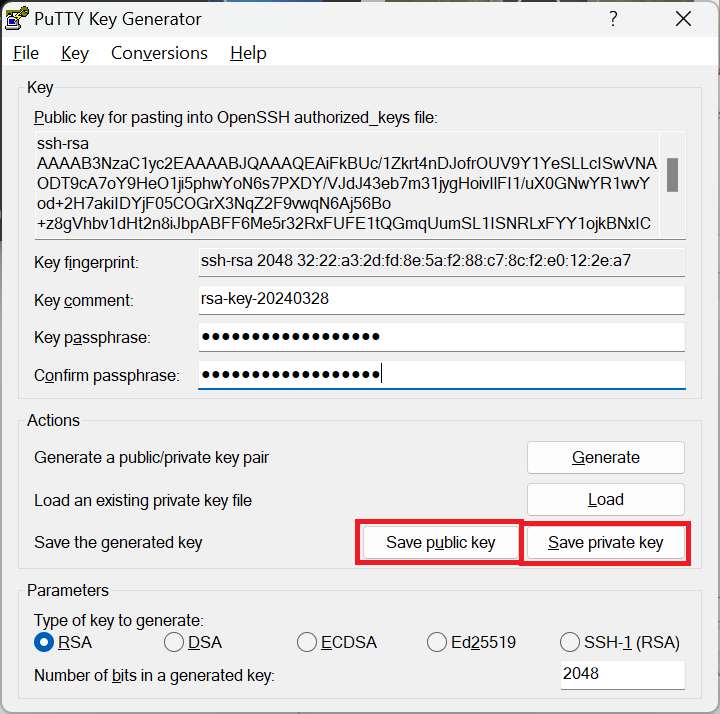 PuTTY Key Generator ?
File Key Conversions Help
Key
Public key for pasting into OpenSSH authorized_keys file:
ssh-rsa
AAAAB3NzaC1yc2EAAAABJQAAAQEAiFkBUc/1Zkrt4nDJofrOUV9Y1YeSLLcISwVNA
ODT9cA7oY9HeO1ji5phwYoN6s7PXDY/VJdJ43eb7m31jygHoivIlFI1/uX0GNwYR1wvY
od+2H7akiIDYjF05COGrX3NqZ2F9vwqN6Aj56Bo
+z8gVhbv1dHt2n8iJbpABFF6Me5r32RxFUFE1tQGmqUumSL1ISNRLxFYY1ojkBNxIC
Key fingerprint: ssh-rsa 2048 32:22:a3:2d:fd:8e:5a:f2:88:c7:8c:f2:e0:12:2e:a7
Key comment: rsa-key-20240328
Key passphrase: ●●●●●●●●●●●●●●●●●●
Confirm passphrase: ●●●●●●●●●●●●●●●●●●
Actions
Generate a public/private key pair Generate
Load an existing private key file Load
Save the generated key Save public key Save private key
Parameters
Type of key to generate:
RSA DSA ECDSA Ed25519 SSH-1 (RSA)
Number of bits in a generated key: 2048